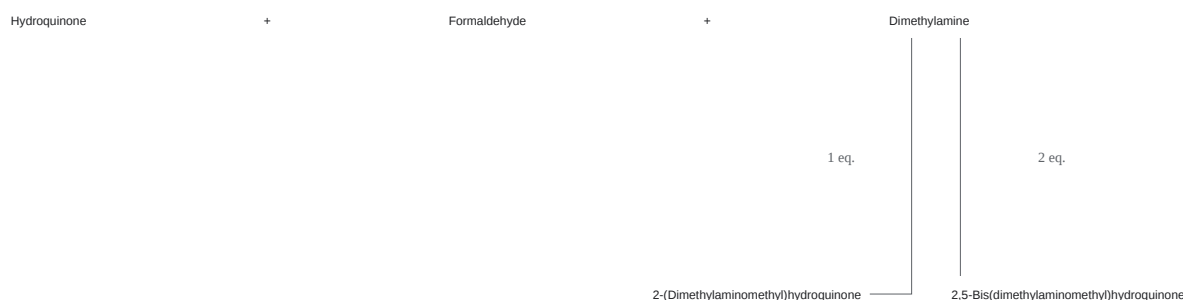 Hydroquinone + Formaldehyde + Dimethylamine
1 eq. 2 eq.
2-(Dimethylaminomethyl)hydroquinone 2,5-Bis(dimethylaminomethyl)hydroquinone